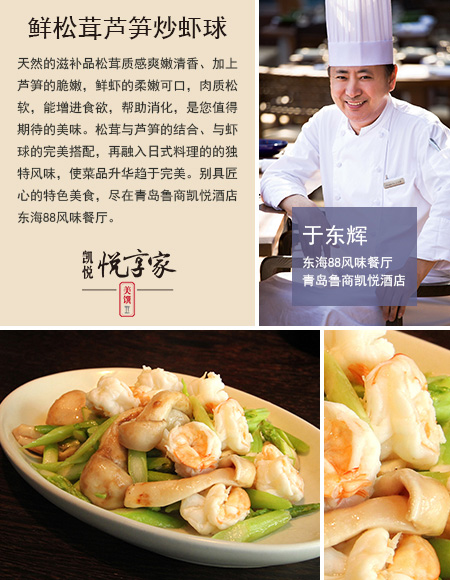 鲜松茸芦笋炒虾球
天然的滋补品松茸质感爽嫩清香、加上
芦笋的脆嫩，鲜虾的柔嫩可口，肉质松
软，能增进食欲，帮助消化，是您值得
期待的美味。松茸与芦笋的结合、与虾
球的完美搭配，再融入日式料理的的独
特风味，使菜品升华趋于完美。别具匠
心的特色美食，尽在青岛鲁商凯悦酒店
东海88风味餐厅。
凯悦 悦享家
美馔
于东辉
东海88风味餐厅
青岛鲁商凯悦酒店